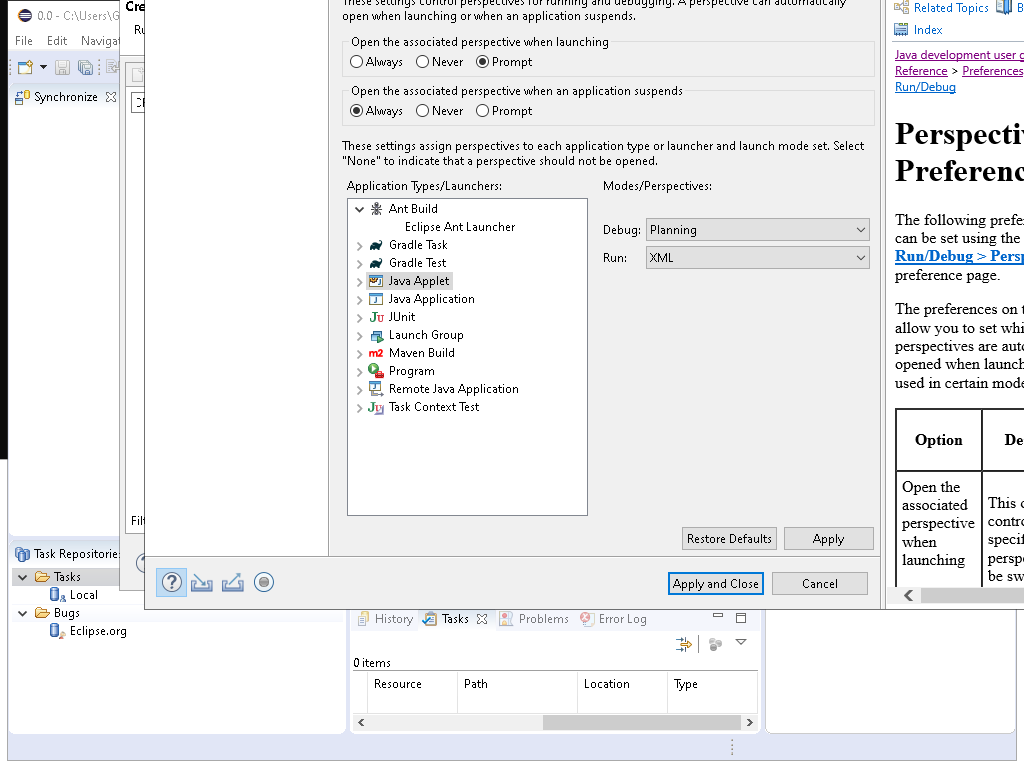 0.0 - C:\Users\G
File Edit Naviga
Synchronize
Cre
Ru
Filt
These settings control perspectives for running and debugging. A perspective can automatically
open when launching or when an application suspends.
Open the associated perspective when launching
Always Never Prompt
Open the associated perspective when an application suspends
Always Never Prompt
These settings assign perspectives to each application type or launcher and launch mode set. Select
"None" to indicate that a perspective should not be opened.
Application Types/Launchers:
Modes/Perspectives:
Ant Build
Eclipse Ant Launcher
Gradle Task
Gradle Test
Java Applet
Java Application
JUnit
Launch Group
Maven Build
Program
Remote Java Application
Task Context Test
Debug: Planning
Run: XML
Restore Defaults Apply
Apply and Close Cancel
Related Topics B
Index
Java development user g
Reference > Preferences
Run/Debug
Perspectiv
Preferenc
The following prefer
can be set using the
Run/Debug > Persp
preference page.
The preferences on t
allow you to set whi
perspectives are auto
opened when launch
used in certain mode
Option De
Open the
associated
perspective
when
launching
This o
contro
specif
persp
be sw
Task Repositorie
Tasks
Local
Bugs
Eclipse.org
History Tasks Problems Error Log
0 items
Resource Path Location Type